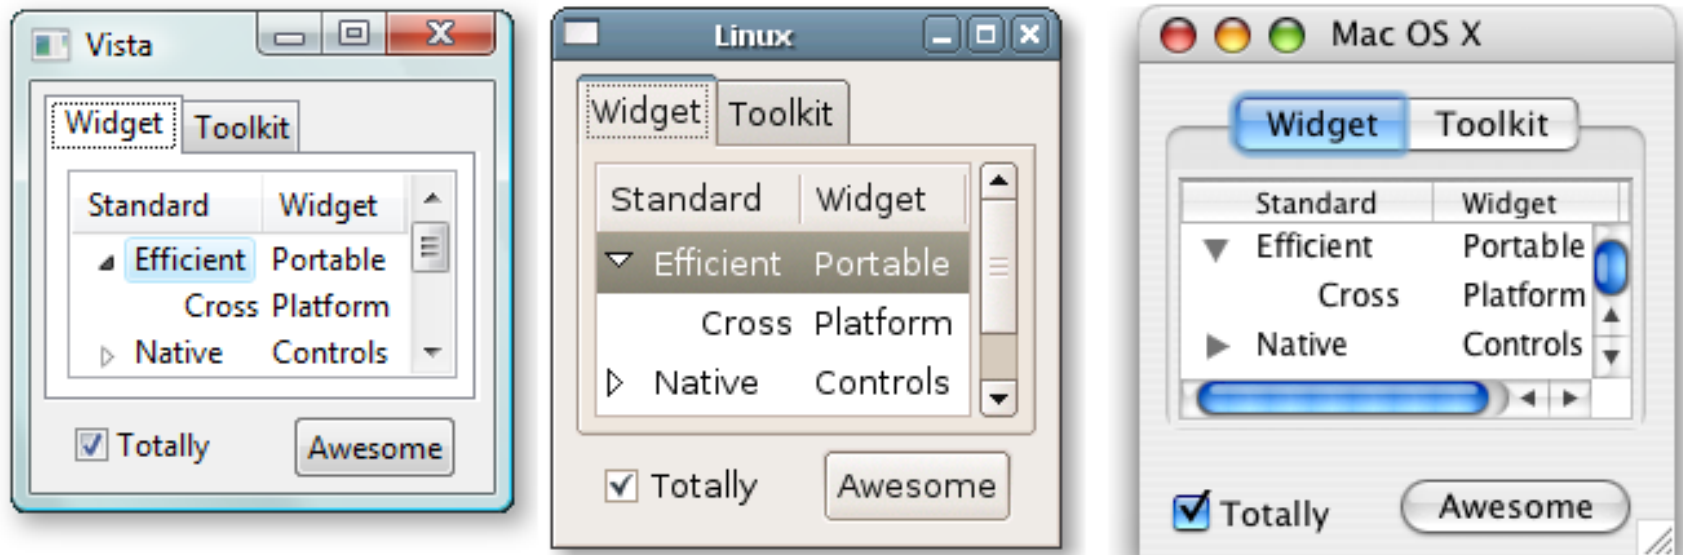 Vista
Widget Toolkit
Standard Widget
Efficient Portable
Cross Platform
Native Controls
Totally Awesome
Linux
Widget Toolkit
Standard Widget
Efficient Portable
Cross Platform
Native Controls
Totally Awesome
Mac OS X
Widget Toolkit
Standard Widget
Efficient Portable
Cross Platform
Native Controls
Totally Awesome